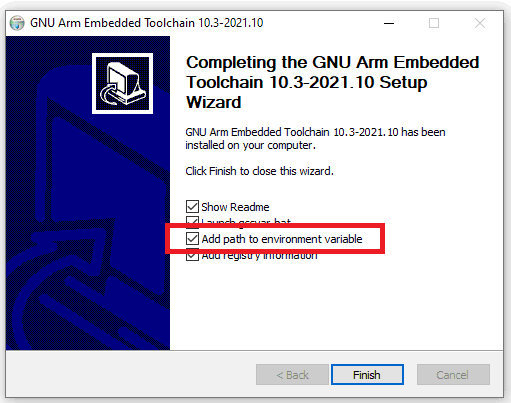 GNU Arm Embedded Toolchain 10.3-2021.10
Completing the GNU Arm Embedded
Toolchain 10.3-2021.10 Setup
Wizard
GNU Arm Embedded Toolchain 10.3-2021.10 has been
installed on your computer.
Click Finish to close this wizard.
Show Readme
Launch gccvar.bat
Add path to environment variable
Add registry information
< Back
Finish
Cancel